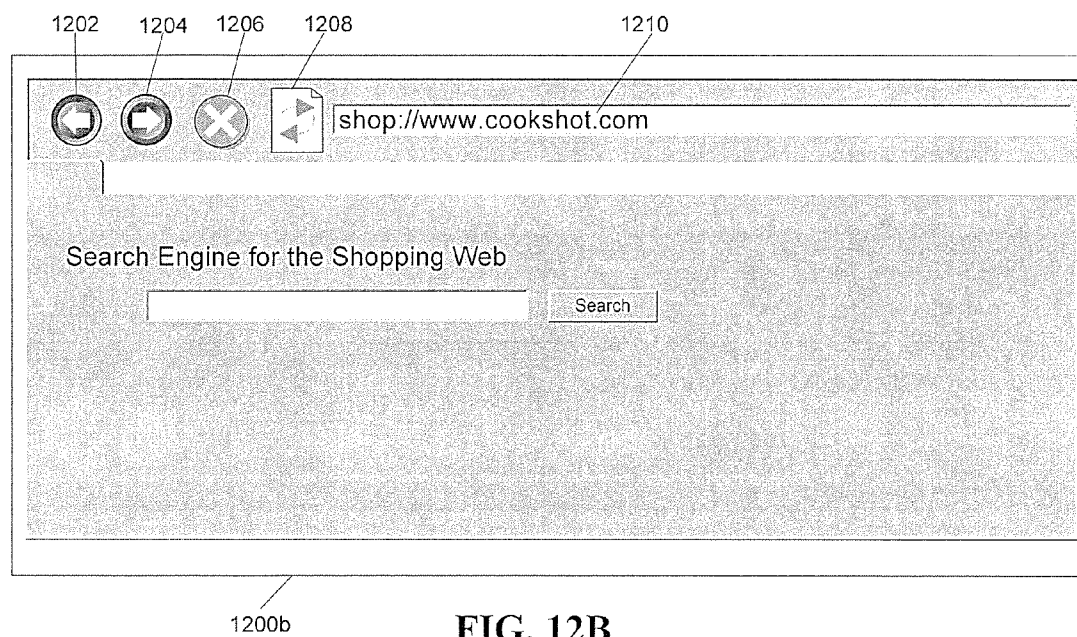 1202 1204 1206 1208 1210
shop://www.cookshot.com
Search Engine for the Shopping Web
Search
1200b
FIG. 12B